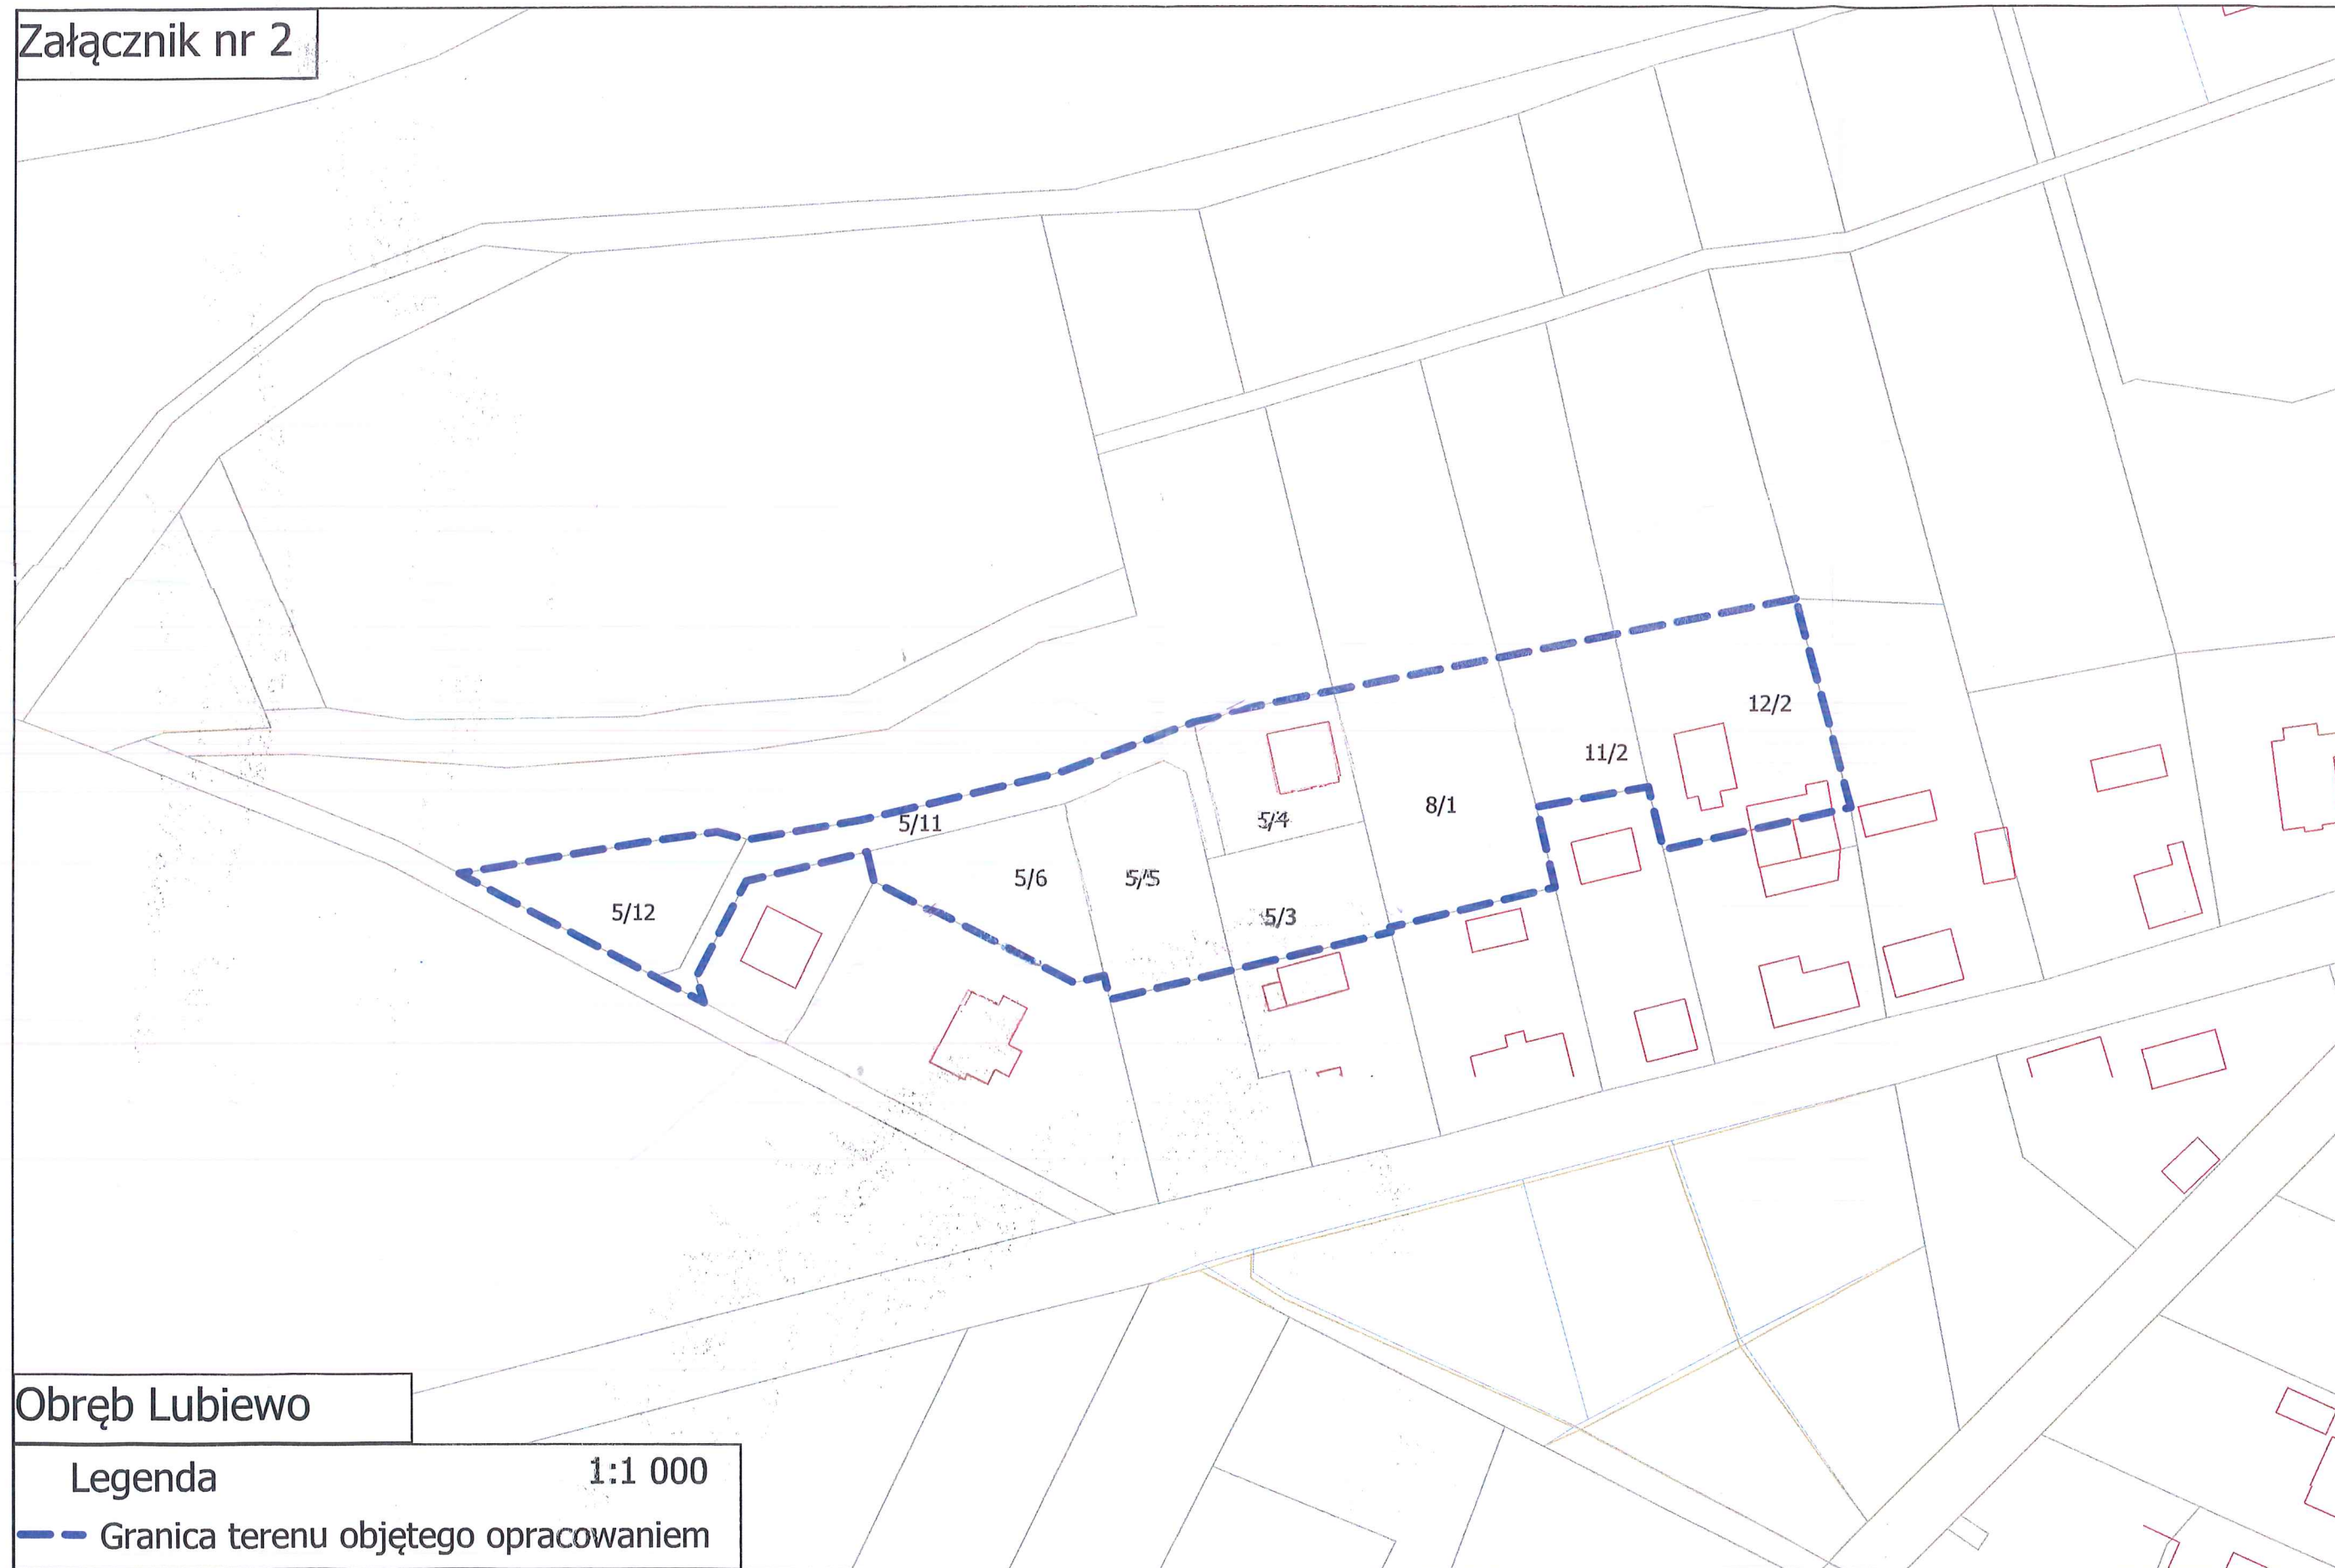 Załącznik nr 2
12/2
11/2
8/1
5/4
5/11
5/6
5/5
5/12
5/3
Obręb Lubiewo
Legenda 1:1 000
Granica terenu objętego opracowaniem